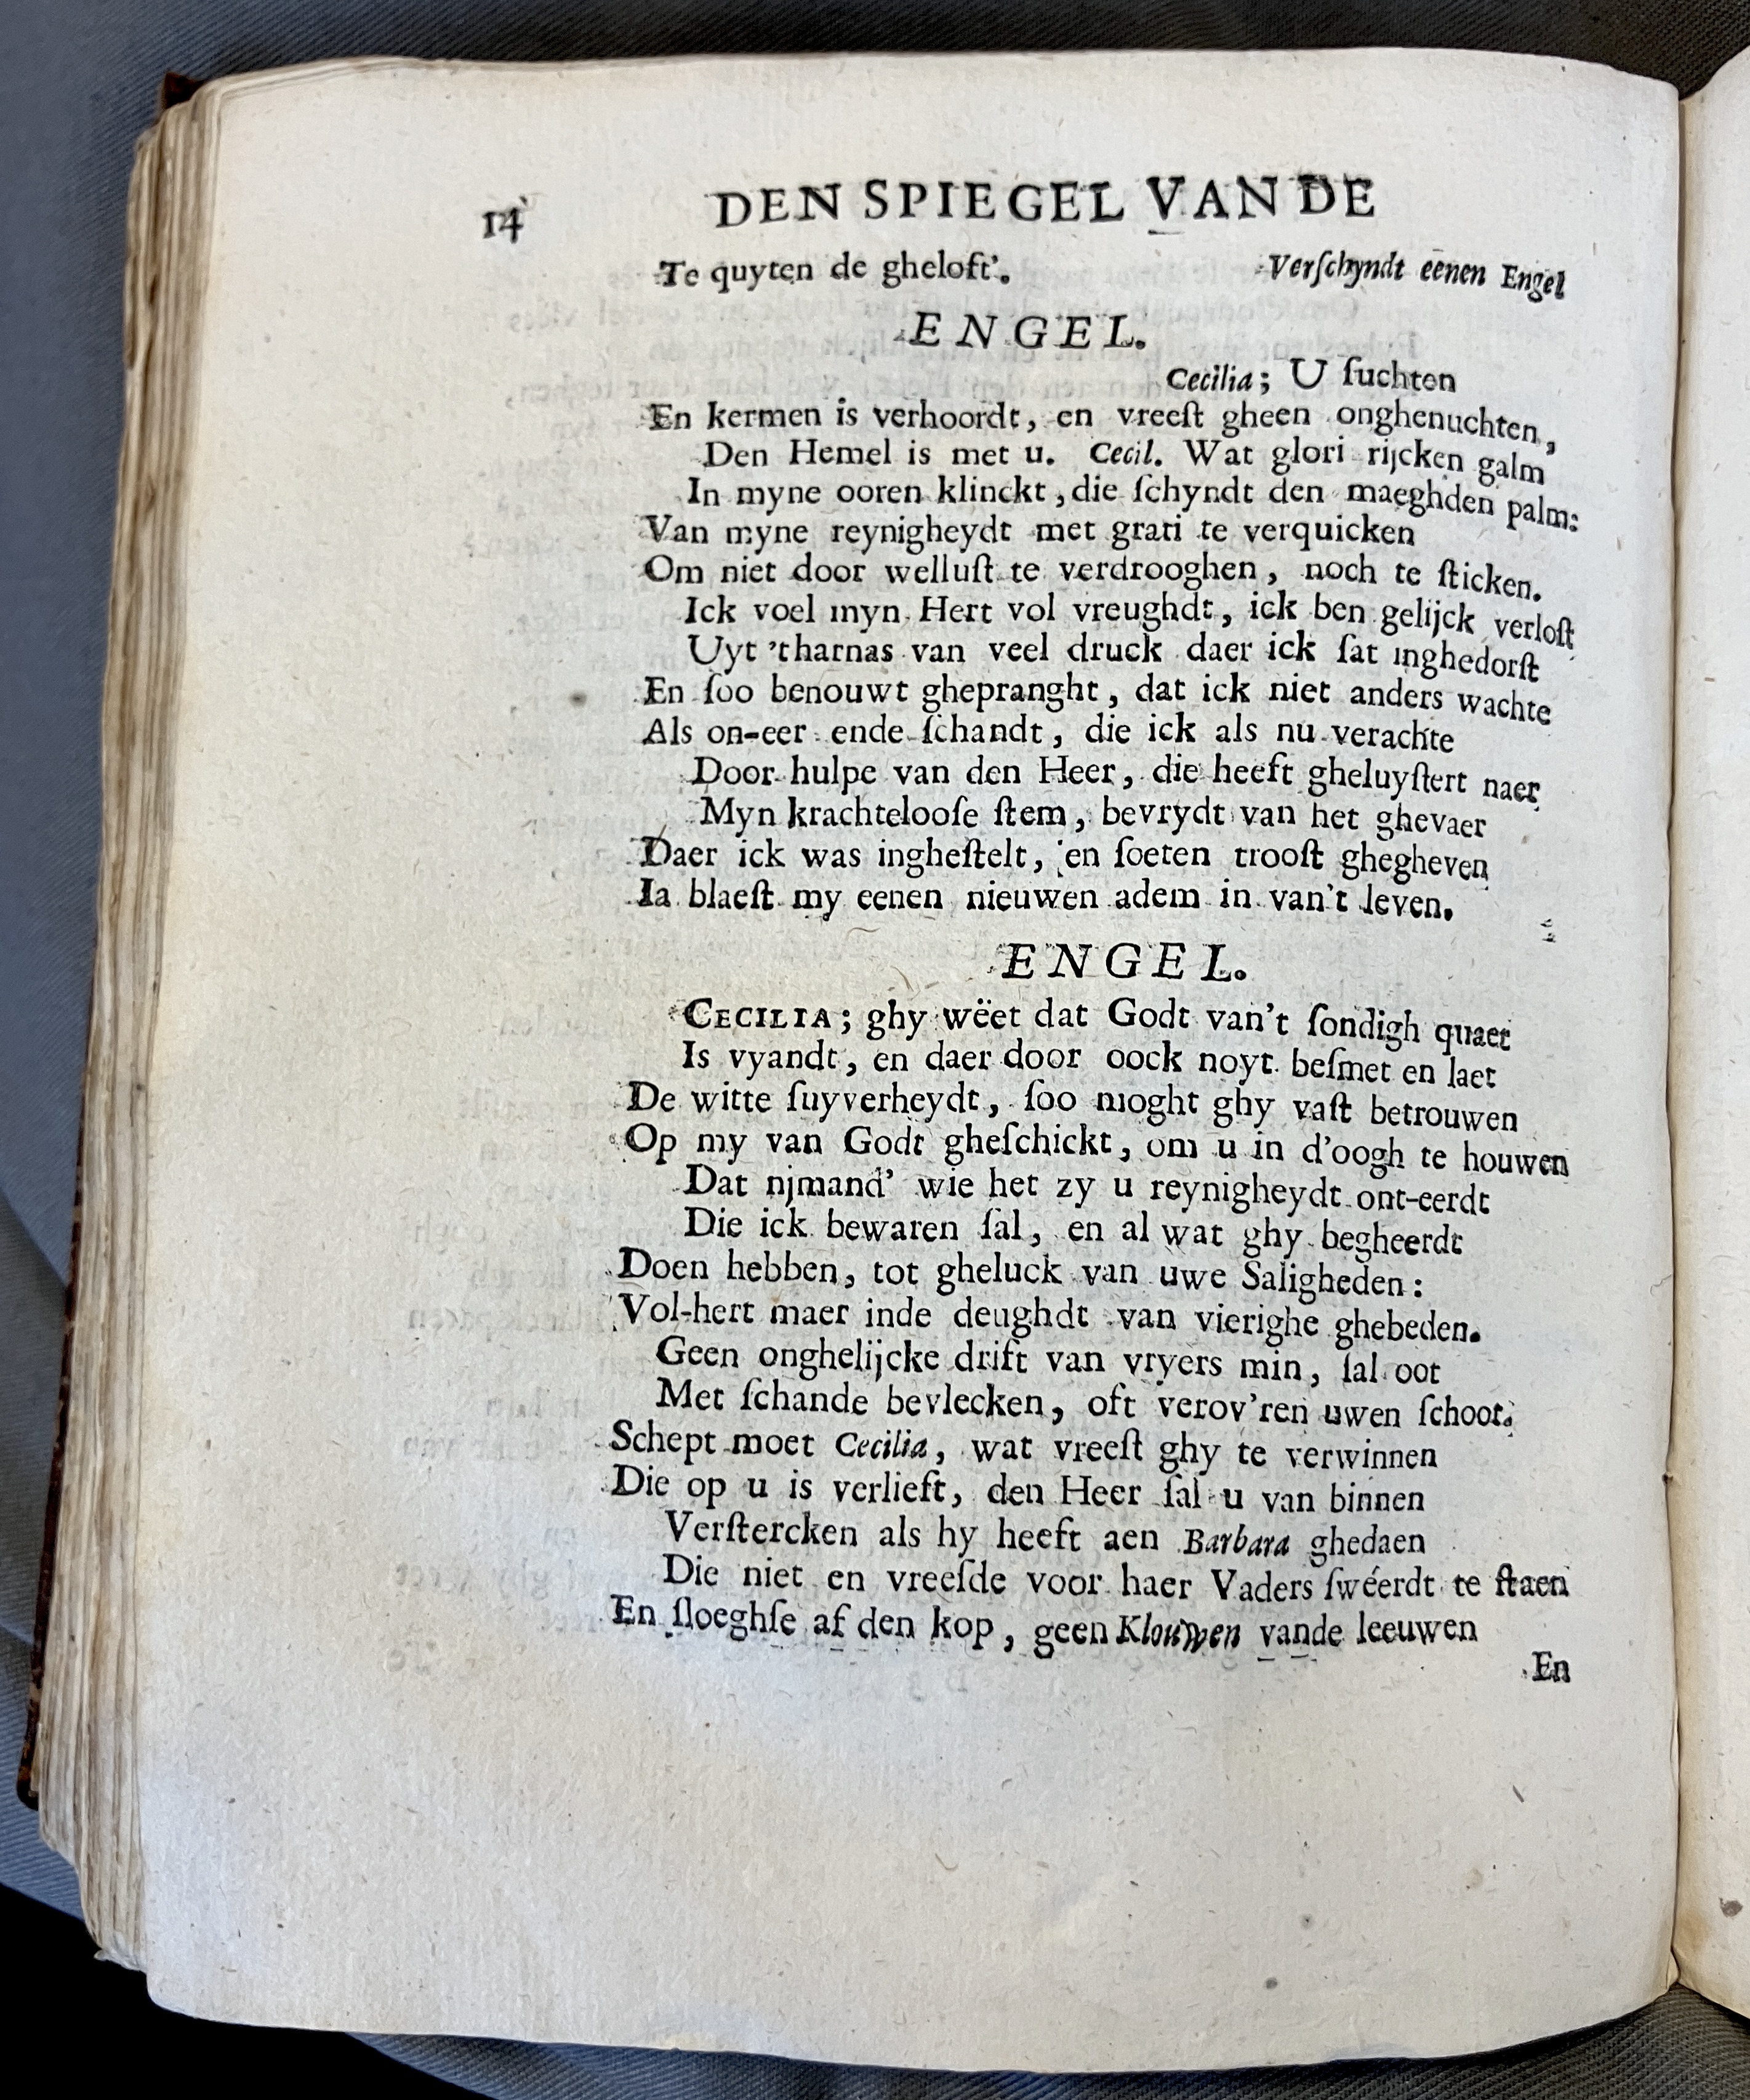 14 DEN SPIEGEL VAN DE
Te quyten de gheloft'. Verſchyndt eenen Engel
ENGEL.
Cecilia; U ſuchten
En kermen is verhoordt, en vreeſt gheen onghenuchten,
Den Hemel is met u. Cecil. Wat glori rijcken galm
In myne ooren klinckt, die ſchyndt den maeghden palm:
Van myne reynigheydt met grati te verquicken
Om niet door welluſt te verdrooghen, noch te ſticken.
Ick voel myn Hert vol vreughdt, ick ben gelijck verloſt
Uyt 'tharnas van veel druck daer ick ſat inghedorſt
En ſoo benouwt ghepranght, dat ick niet anders wachte
Als on-eer ende ſchandt, die ick als nu verachte
Door hulpe van den Heer, die heeft gheluyſtert naer
Myn krachtelooſe ſtem, bevrydt van het ghevaer
Daer ick was ingheſtelt, en ſoeten trooſt ghegheven
Ia blaeſt my eenen nieuwen adem in van't leven.
ENGEL.
CECILIA; ghy wëet dat Godt van't ſondigh quaet
Is vyandt, en daer door oock noyt beſmet en laet
De witte ſuyverheydt, ſoo moght ghy vaſt betrouwen
Op my van Godt gheſchickt, om u in d'oogh te houwen
Dat njmand' wie het zy u reynigheydt ont-eerdt
Die ick bewaren ſal, en al wat ghy begheerdt
Doen hebben, tot gheluck van uwe Saligheden:
Vol-hert maer inde deughdt van vierighe ghebeden.
Geen onghelijcke drift van vryers min, ſal oot
Met ſchande bevlecken, oft verov'ren uwen ſchoot.
Schept moet Cecilia, wat vreeſt ghy te verwinnen
Die op u is verlieft, den Heer ſal u van binnen
Verſtercken als hy heeft aen Barbara ghedaen
Die niet en vreeſde voor haer Vaders ſwéerdt te ſtaen
En ſloeghſe af den kop, geen Klouwen vande leeuwen
En